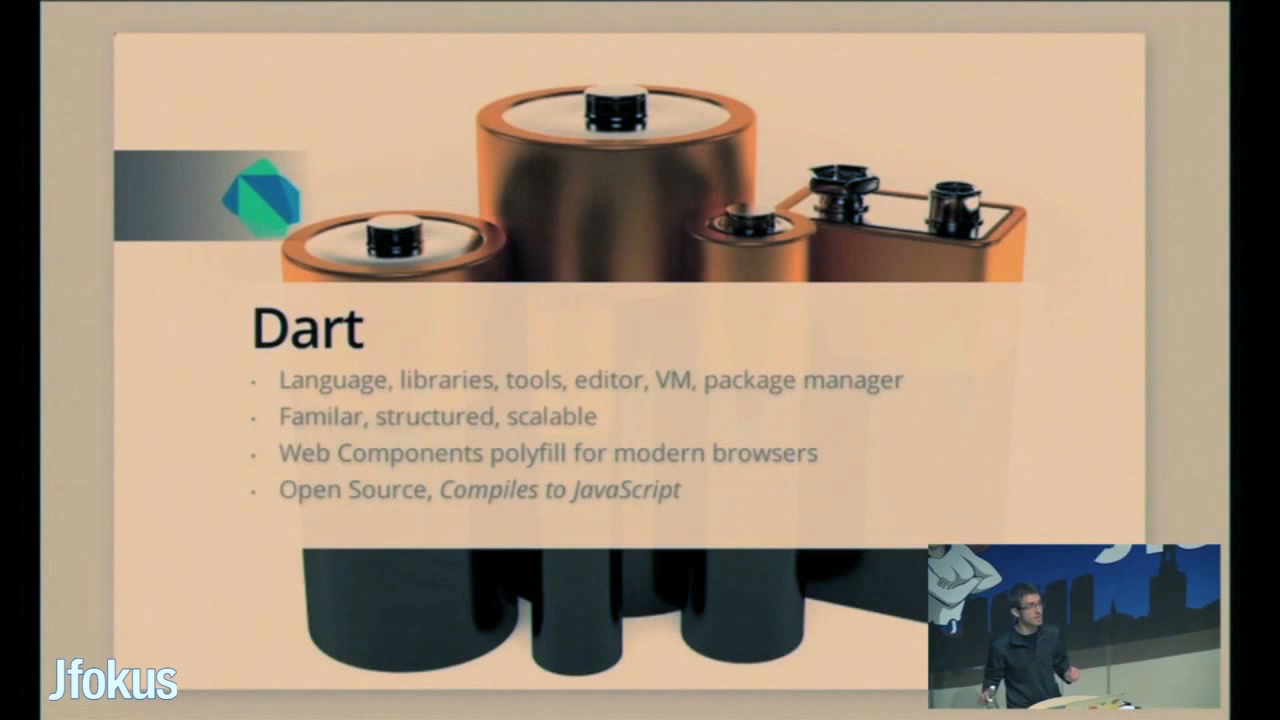 Dart
· Language, libraries, tools, editor, VM, package manager
· Familar, structured, scalable
· Web Components polyfill for modern browsers
· Open Source, Compiles to JavaScript
Jfokus